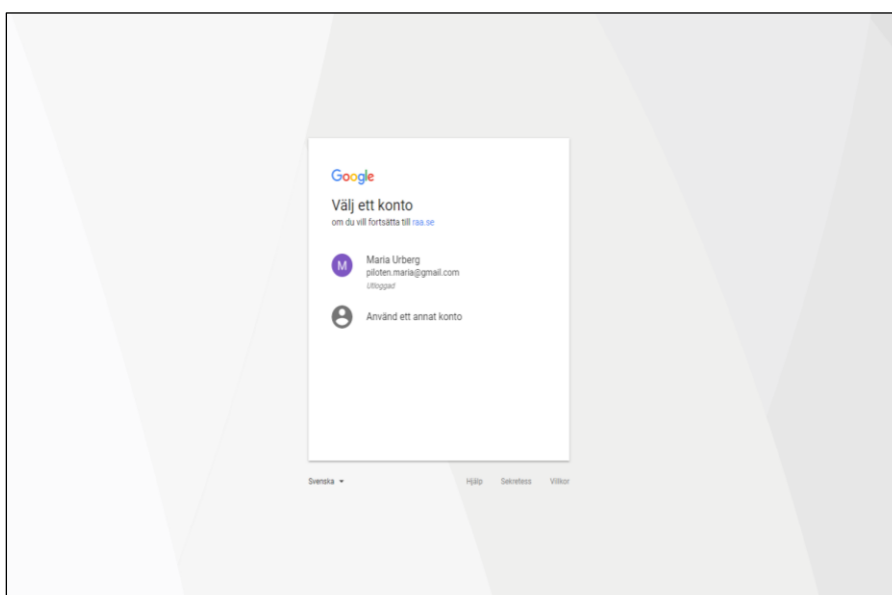 Google
Välj ett konto
om du vill fortsätta till raa.se
M
Maria Urberg
piloten.maria@gmail.com
Utloggad
Använd ett annat konto
Svenska
Hjälp Sekretess Villkor